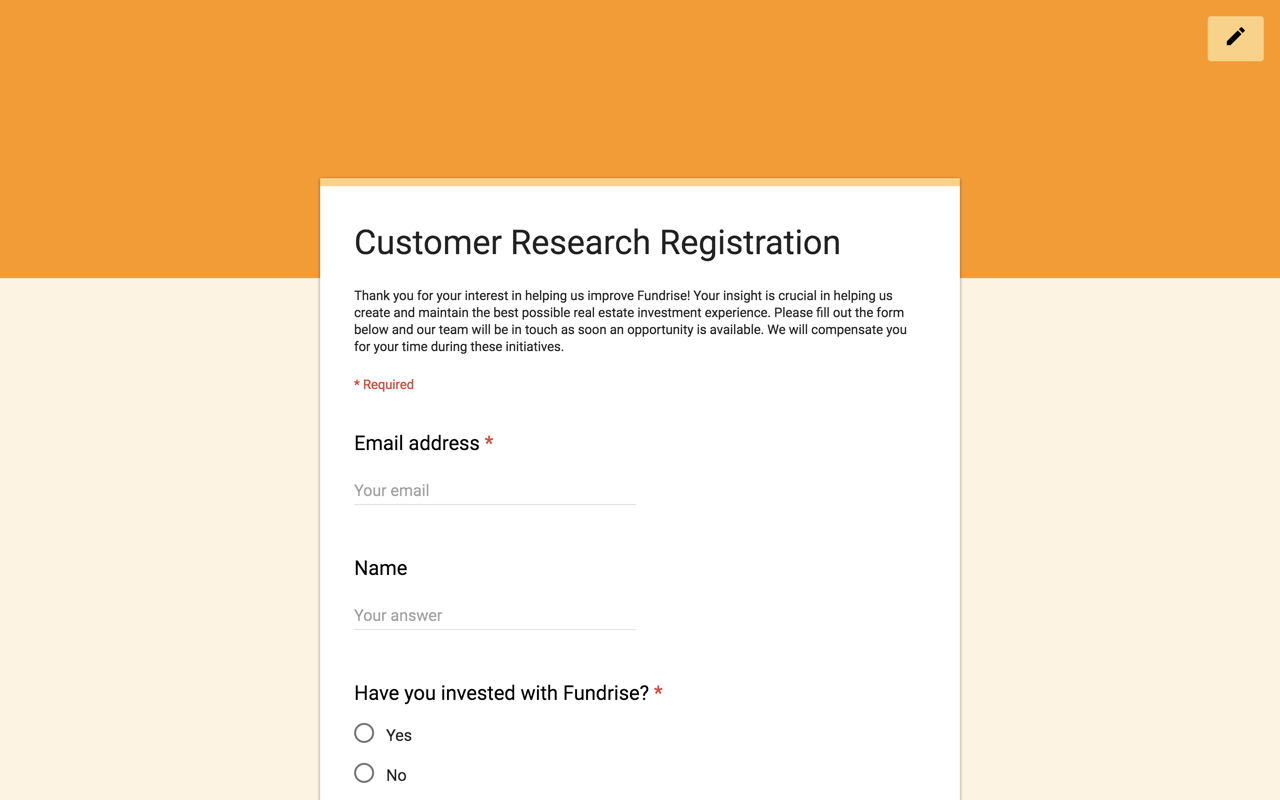 Customer Research Registration
Thank you for your interest in helping us improve Fundrise! Your insight is crucial in helping us
create and maintain the best possible real estate investment experience. Please fill out the form
below and our team will be in touch as soon an opportunity is available. We will compensate you
for your time during these initiatives.
* Required
Email address *
Your email
Name
Your answer
Have you invested with Fundrise? *
Yes
No